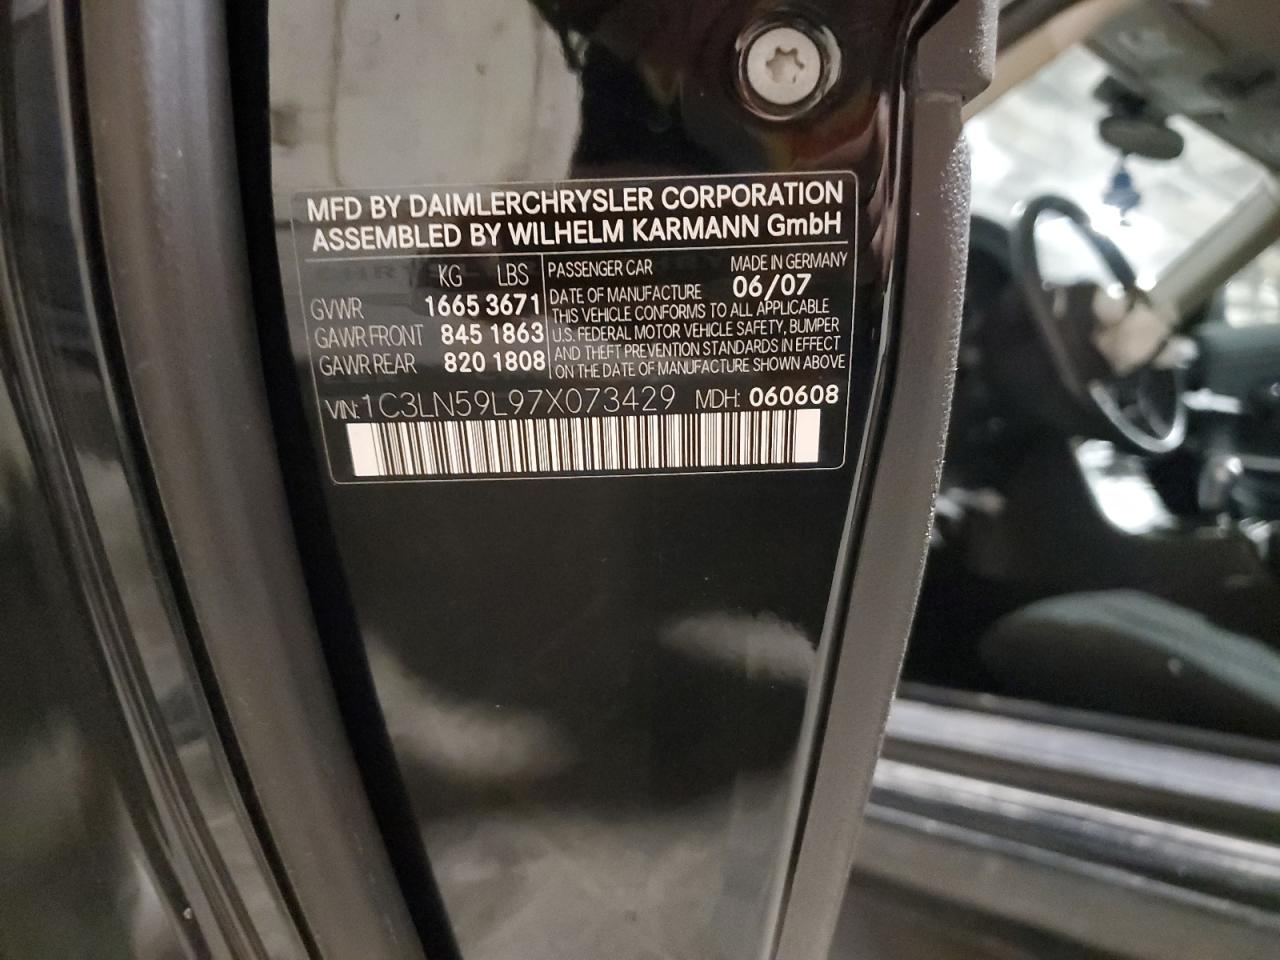 MFD BY DAIMLERCHRYSLER CORPORATION
ASSEMBLED BY WILHELM KARMANN GmbH
KG LBS
GVWR 1665 3671
GAWR FRONT 845 1863
GAWR REAR 820 1808
PASSENGER CAR MADE IN GERMANY
DATE OF MANUFACTURE 06/07
THIS VEHICLE CONFORMS TO ALL APPLICABLE
U.S. FEDERAL MOTOR VEHICLE SAFETY, BUMPER
AND THEFT PREVENTION STANDARDS IN EFFECT
ON THE DATE OF MANUFACTURE SHOWN ABOVE
VIN: 1C3LN59L97X073429 MDH: 060608